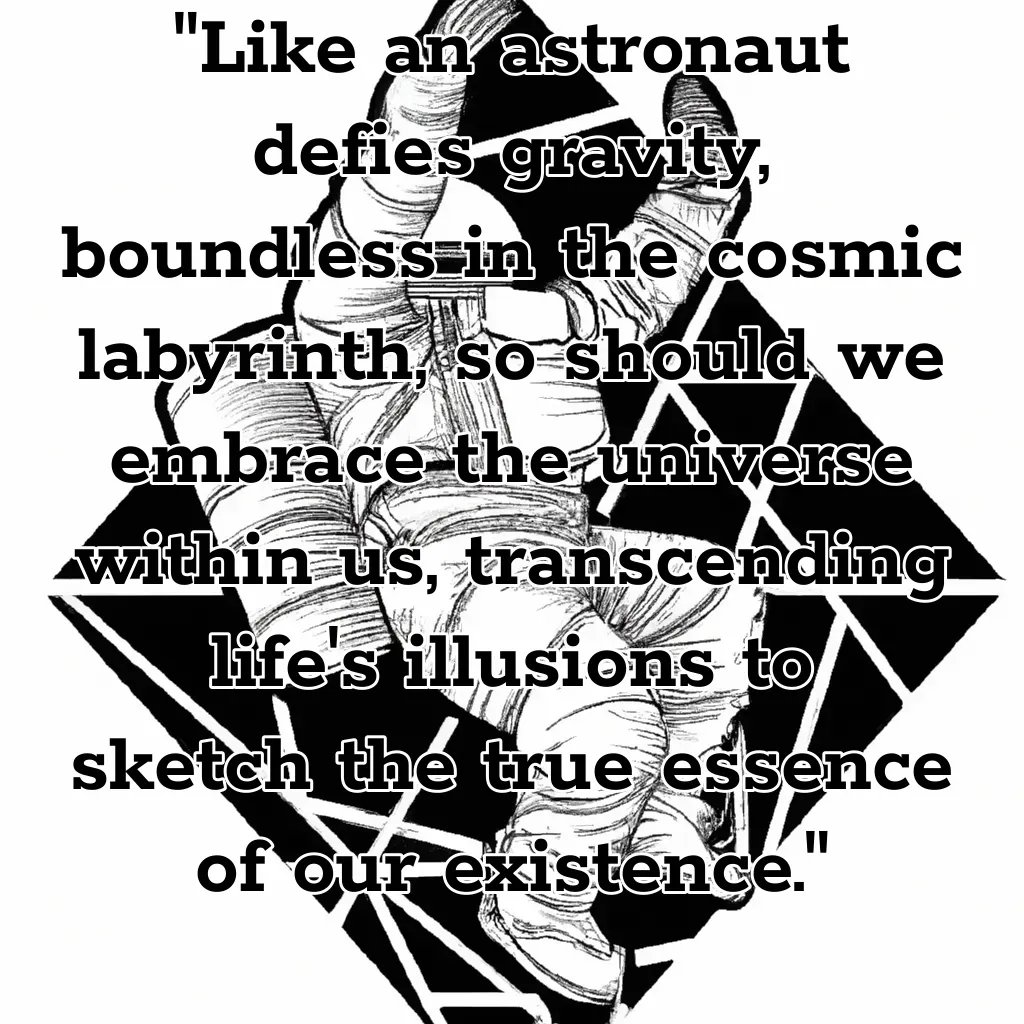 "Like an astronaut
defies gravity,
boundless in the cosmic
labyrinth, so should we
embrace the universe
within us, transcending
life's illusions to
sketch the true essence
of our existence."